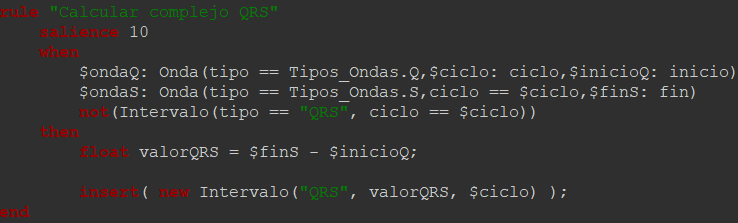 rule "Calcular complejo QRS"
salience 10
when
$ondaQ: Onda(tipo == Tipos_Ondas.Q,$ciclo: ciclo,$inicioQ: inicio)
$ondaS: Onda(tipo == Tipos_Ondas.S,ciclo == $ciclo,$finS: fin)
not(Intervalo(tipo == "QRS", ciclo == $ciclo))
then
float valorQRS = $finS - $inicioQ;
insert( new Intervalo("QRS", valorQRS, $ciclo) );
end